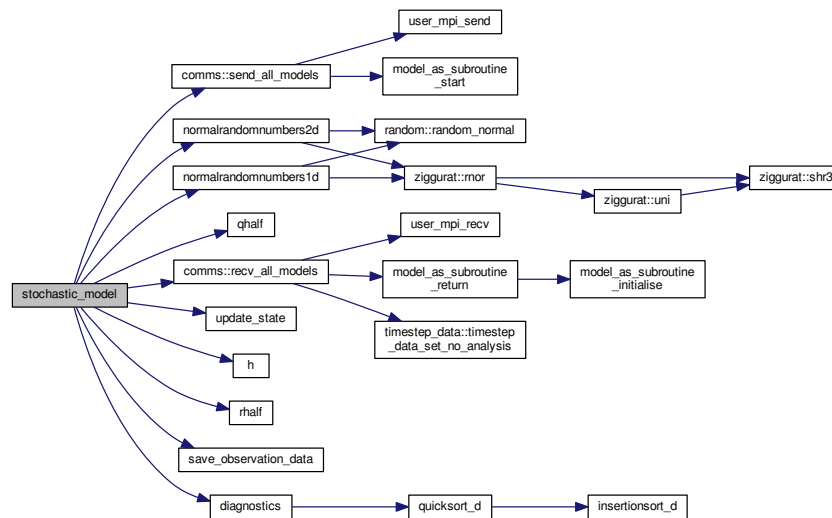 user_mpi_send
comms::send_all_models
model_as_subroutine
_start
normalrandomnumbers2d
random::random_normal
normalrandomnumbers1d
ziggurat::rnor
ziggurat::shr3
ziggurat::uni
qhalf
user_mpi_recv
comms::recv_all_models
model_as_subroutine
_return
model_as_subroutine
_initialise
stochastic_model
update_state
timestep_data::timestep
_data_set_no_analysis
h
rhalf
save_observation_data
diagnostics
quicksort_d
insertionsort_d